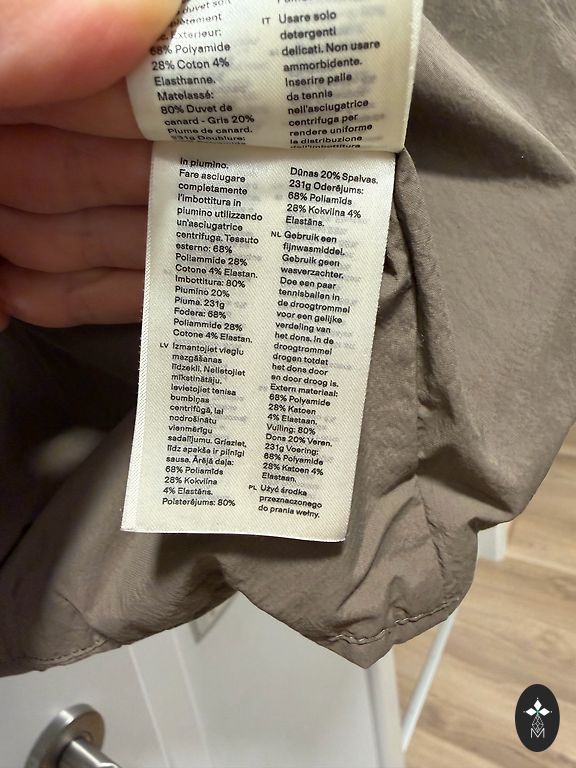 duvet soit
complètement
. Extérieur:
68% Polyamide
28% Coton 4%
Elasthanne.
Matelassé:
80% Duvet de
canard - Gris 20%
Plume de canard.
231g Doublure:
IT Usare solo
detergenti
delicati. Non usare
ammorbidente.
Inserire palle
da tennis
nell'asciugatrice
centrifuga per
rendere uniforme
la distribuzione
dell'imbottitura
in piumino.
Fare asciugare
completamente
l'imbottitura in
piumino utilizzando
un'asciugatrice
centrifuga. Tessuto
esterno: 68%
Poliammide 28%
Cotone 4% Elastan.
Imbottitura: 80%
Piumino 20%
Piuma. 231g
Fodera: 68%
Poliammide 28%
Cotone 4% Elastan.
LV Izmantojiet vieglu
mazgāšanas
līdzekli. Nelietojiet
mīkstinātāju.
Ievietojiet tenisa
bumbiņas
centrifūgā, lai
nodrošinātu
vienmērīgu
sadalījumu. Grieziet,
līdz apakša ir pilnīgi
sausa. Ārējā daļa:
68% Poliamīds
28% Kokvilna
4% Elastāns.
Polsterējums: 80%
Dūnas 20% Spalvas.
231g Oderējums:
68% Poliamīds
28% Kokvilna 4%
Elastāns.
NL Gebruik een
fijnwasmiddel.
Gebruik geen
wasverzachter.
Doe een paar
tennisballen in
de droogtrommel
voor een gelijke
verdeling van
het dons. In de
droogtrommel
drogen totdat
het dons door
en door droog is.
Extern materiaal:
68% Polyamide
28% Katoen
4% Elastaan.
Vulling: 80%
Dons 20% Veren.
231g Voering:
68% Polyamide
28% Katoen 4%
Elastaan.
PL Użyć środka
przeznaczonego
do prania wełny.
M